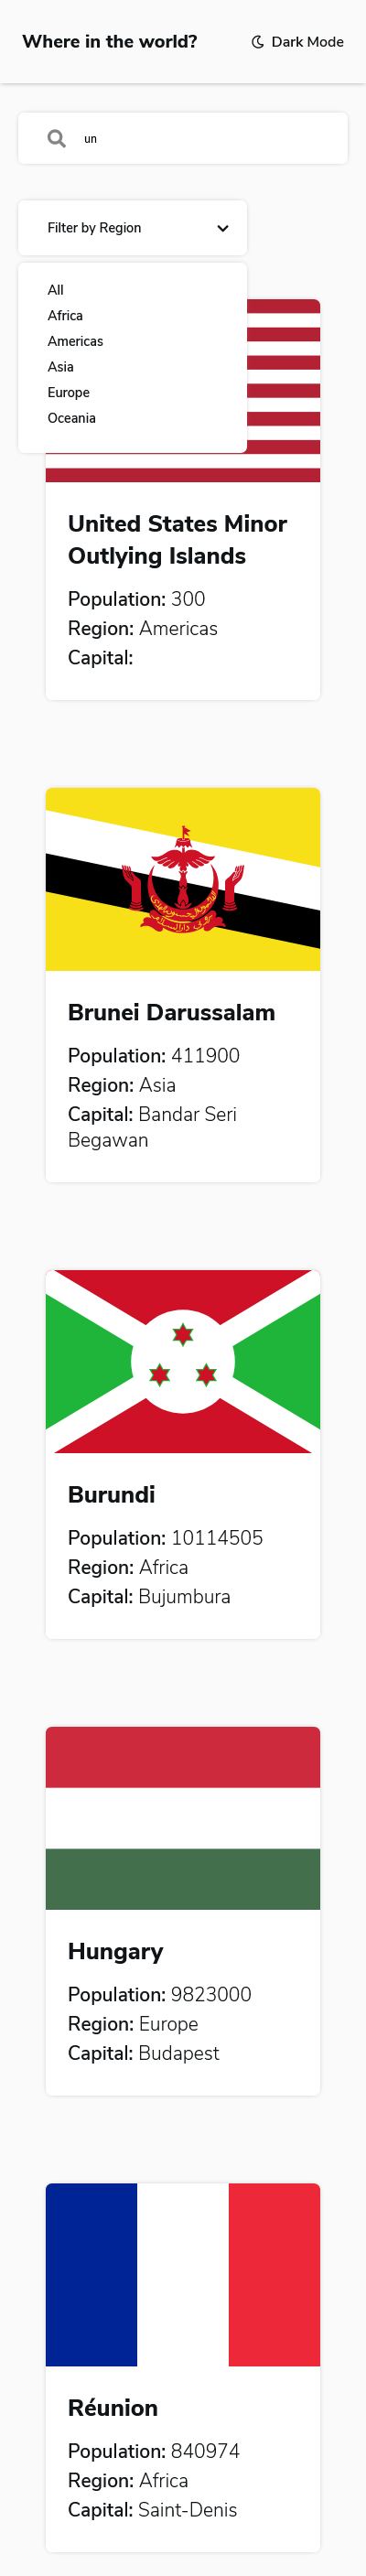 Where in the world?
Dark Mode
un
Filter by Region
All
Africa
Americas
Asia
Europe
Oceania
United States Minor
Outlying Islands
Population: 300
Region: Americas
Capital:
Brunei Darussalam
Population: 411900
Region: Asia
Capital: Bandar Seri
Begawan
Burundi
Population: 10114505
Region: Africa
Capital: Bujumbura
Hungary
Population: 9823000
Region: Europe
Capital: Budapest
Réunion
Population: 840974
Region: Africa
Capital: Saint-Denis